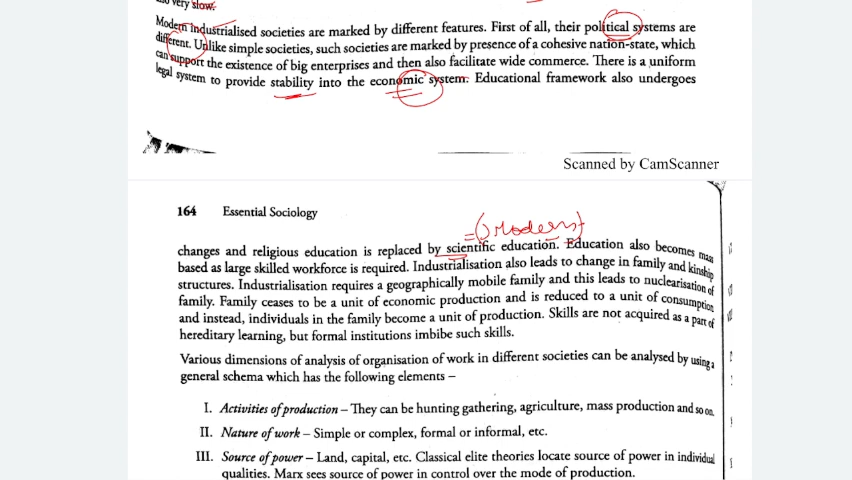 so very slow.
Modern industrialised societies are marked by different features. First of all, their political systems are
different. Unlike simple societies, such societies are marked by presence of a cohesive nation-state, which
can support the existence of big enterprises and then also facilitate wide commerce. There is a uniform
legal system to provide stability into the economic system. Educational framework also undergoes
Scanned by CamScanner
164 Essential Sociology
= (Modern)
changes and religious education is replaced by scientific education. Education also becomes mass
based as large skilled workforce is required. Industrialisation also leads to change in family and kinship
structures. Industrialisation requires a geographically mobile family and this leads to nuclearisation of
family. Family ceases to be a unit of economic production and is reduced to a unit of consumption
and instead, individuals in the family become a unit of production. Skills are not acquired as a part of
hereditary learning, but formal institutions imbibe such skills.
Various dimensions of analysis of organisation of work in different societies can be analysed by using a
general schema which has the following elements –
I. Activities of production – They can be hunting gathering, agriculture, mass production and so on.
II. Nature of work – Simple or complex, formal or informal, etc.
III. Source of power – Land, capital, etc. Classical elite theories locate source of power in individual
qualities. Marx sees source of power in control over the mode of production.